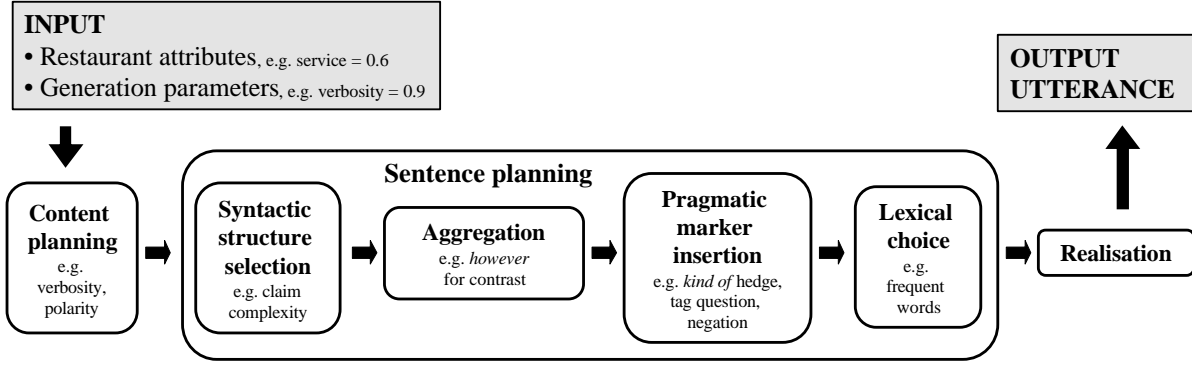 INPUT
• Restaurant attributes, e.g. service = 0.6
• Generation parameters, e.g. verbosity = 0.9
OUTPUT
UTTERANCE
Sentence planning
Content
planning
e.g.
verbosity,
polarity
Syntactic
structure
selection
e.g. claim
complexity
Aggregation
e.g. however
for contrast
Pragmatic
marker
insertion
e.g. kind of hedge,
tag question,
negation
Lexical
choice
e.g.
frequent
words
Realisation